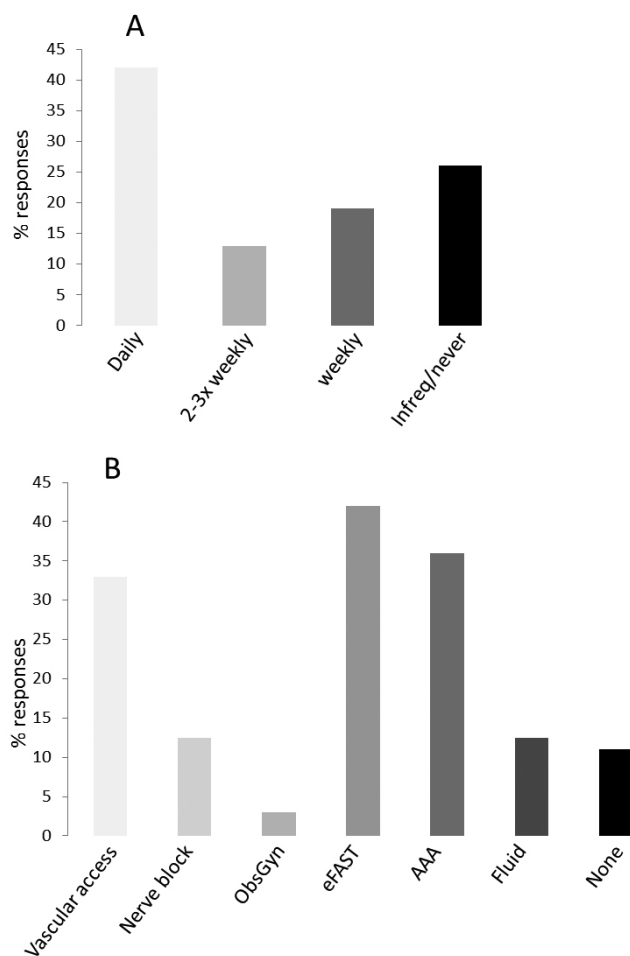 A
45
40
35
30
25
20
15
10
5
0
% responses
Daily
2-3x weekly
weekly
Infreq/never
B
45
40
35
30
25
20
15
10
5
0
% responses
Vascular access
Nerve block
ObsGyn
eFAST
AAA
Fluid
None